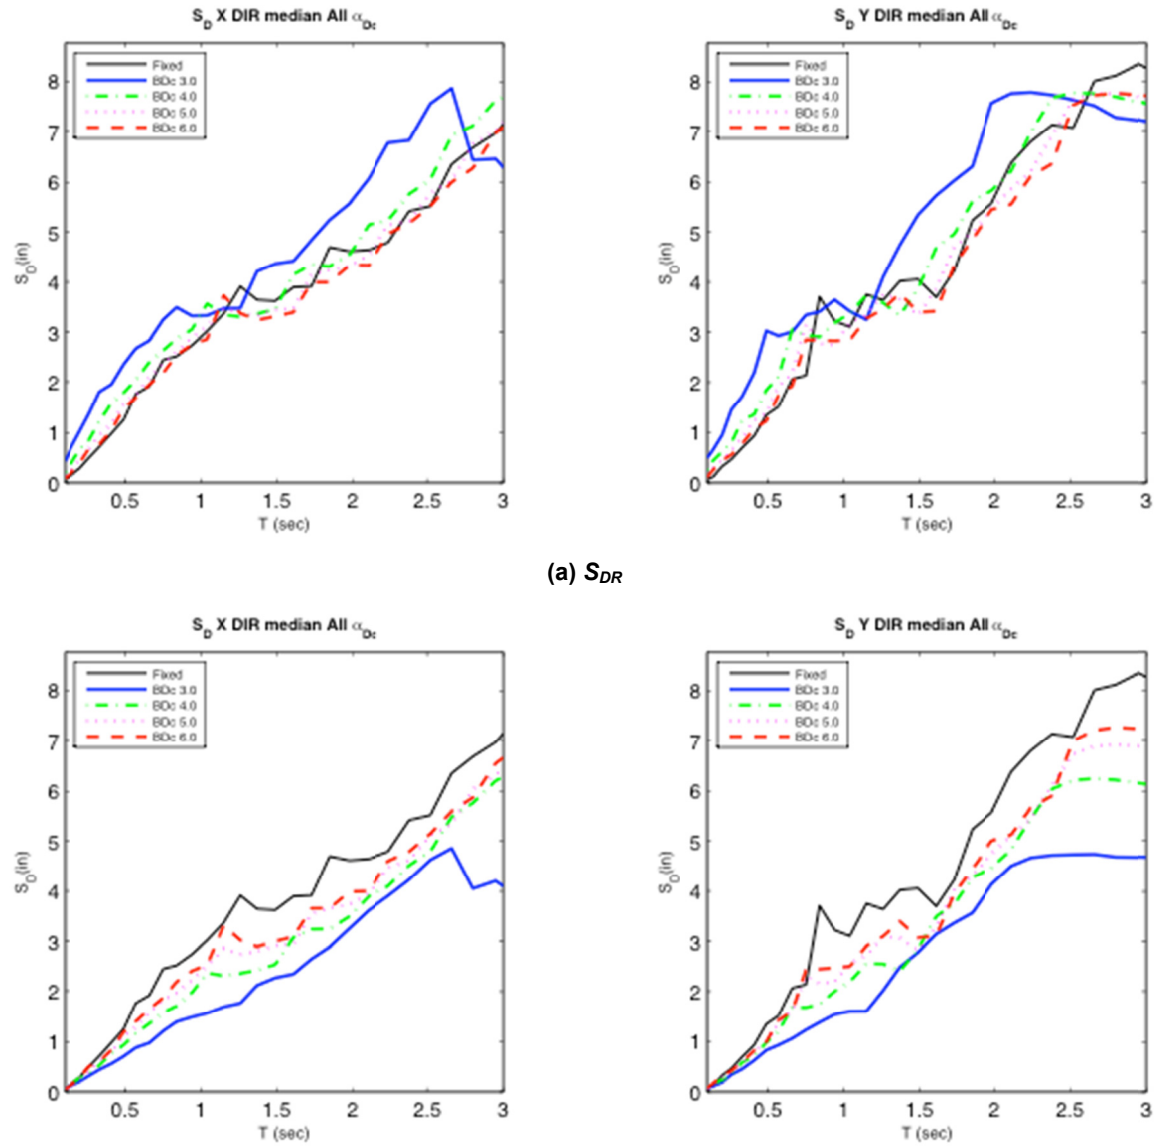 S_D X DIR median All α_Dc
8
7
6
5
4
3
2
1
0
S_D(in)
Fixed
BDc 3.0
BDc 4.0
BDc 5.0
BDc 6.0
0.5 1 1.5 2 2.5 3
T (sec)
S_D Y DIR median All α_Dc
8
7
6
5
4
3
2
1
0
S_D(in)
Fixed
BDc 3.0
BDc 4.0
BDc 5.0
BDc 6.0
0.5 1 1.5 2 2.5 3
T (sec)
(a) S_DR
S_D X DIR median All α_Dc
8
7
6
5
4
3
2
1
0
S_D(in)
Fixed
BDc 3.0
BDc 4.0
BDc 5.0
BDc 6.0
0.5 1 1.5 2 2.5 3
T (sec)
S_D Y DIR median All α_Dc
8
7
6
5
4
3
2
1
0
S_D(in)
Fixed
BDc 3.0
BDc 4.0
BDc 5.0
BDc 6.0
0.5 1 1.5 2 2.5 3
T (sec)